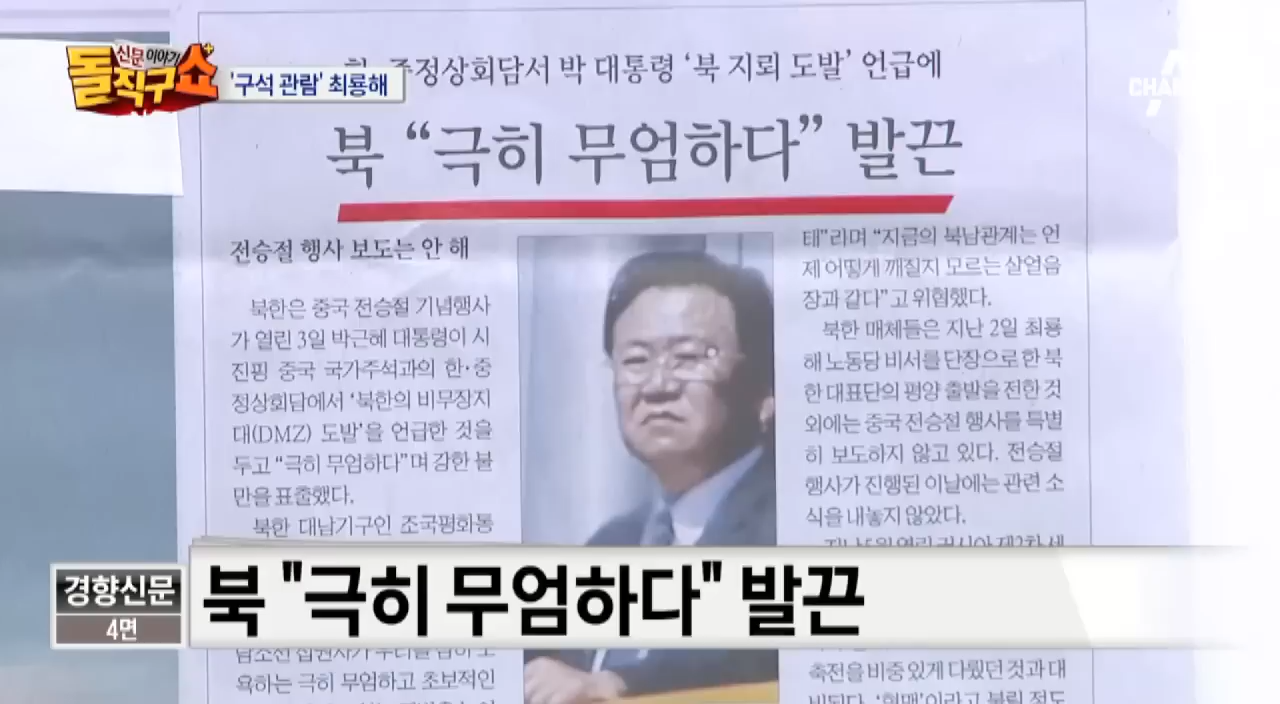 신문이야기
돌직구쇼+
'구석 관람' 최룡해
CHAN
중정상회담서 박 대통령 '북 지뢰 도발' 언급에
북 “극히 무엄하다” 발끈
전승절 행사 보도는 안 해
북한은 중국 전승절 기념행사
가 열린 3일 박근혜 대통령이 시
진핑 중국 국가주석과의 한·중
정상회담에서 ‘북한의 비무장지
대(DMZ) 도발’을 언급한 것을
두고 “극히 무엄하다”며 강한 불
만을 표출했다.
북한 대남기구인 조국평화통
욕하는 극히 무엄하고 초보적인
태”라며 “지금의 북남관계는 언
제 어떻게 깨질지 모르는 살얼음
장과 같다”고 위협했다.
북한 매체들은 지난 2일 최룡
해 노동당 비서를 단장으로 한 북
한 대표단의 평양 출발을 전한 것
외에는 중국 전승절 행사를 특별
히 보도하지 않고 있다. 전승절
행사가 진행된 이날에는 관련 소
식을 내놓지 않았다.
축전을 비중 있게 다뤘던 것과 대
경향신문
4면
북 "극히 무엄하다" 발끈